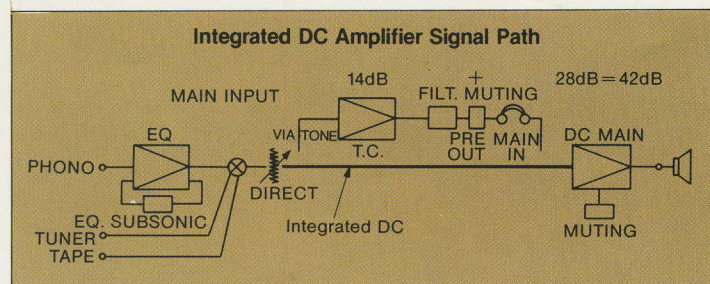 Integrated DC Amplifier Signal Path
14dB + 28dB=42dB
MAIN INPUT
FILT. MUTING
EQ
VIA TONE
T.C.
PRE OUT
MAIN IN
DC MAIN
PHONO
DIRECT
EQ. SUBSONIC
Integrated DC
MUTING
TUNER
TAPE